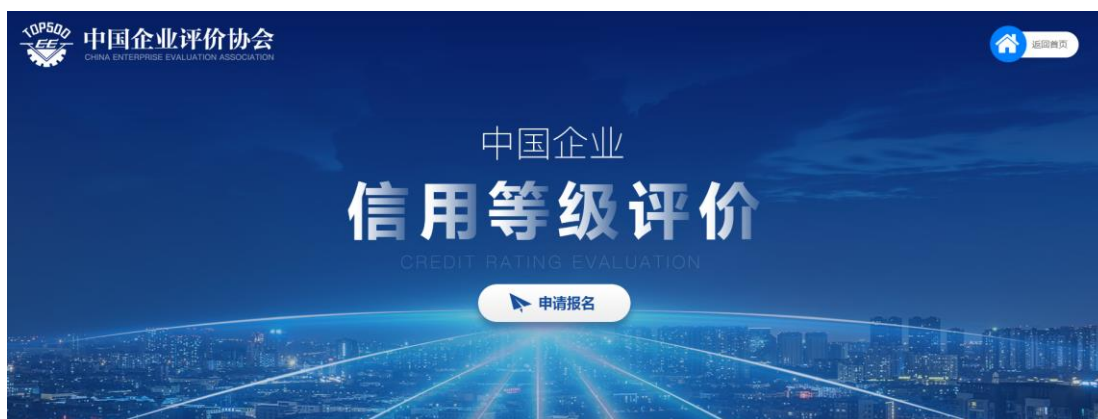 TOP500
EE
中国企业评价协会
CHINA ENTERPRISE EVALUATION ASSOCIATION
返回首页
中国企业
信用等级评价
CREDIT RATING EVALUATION
申请报名